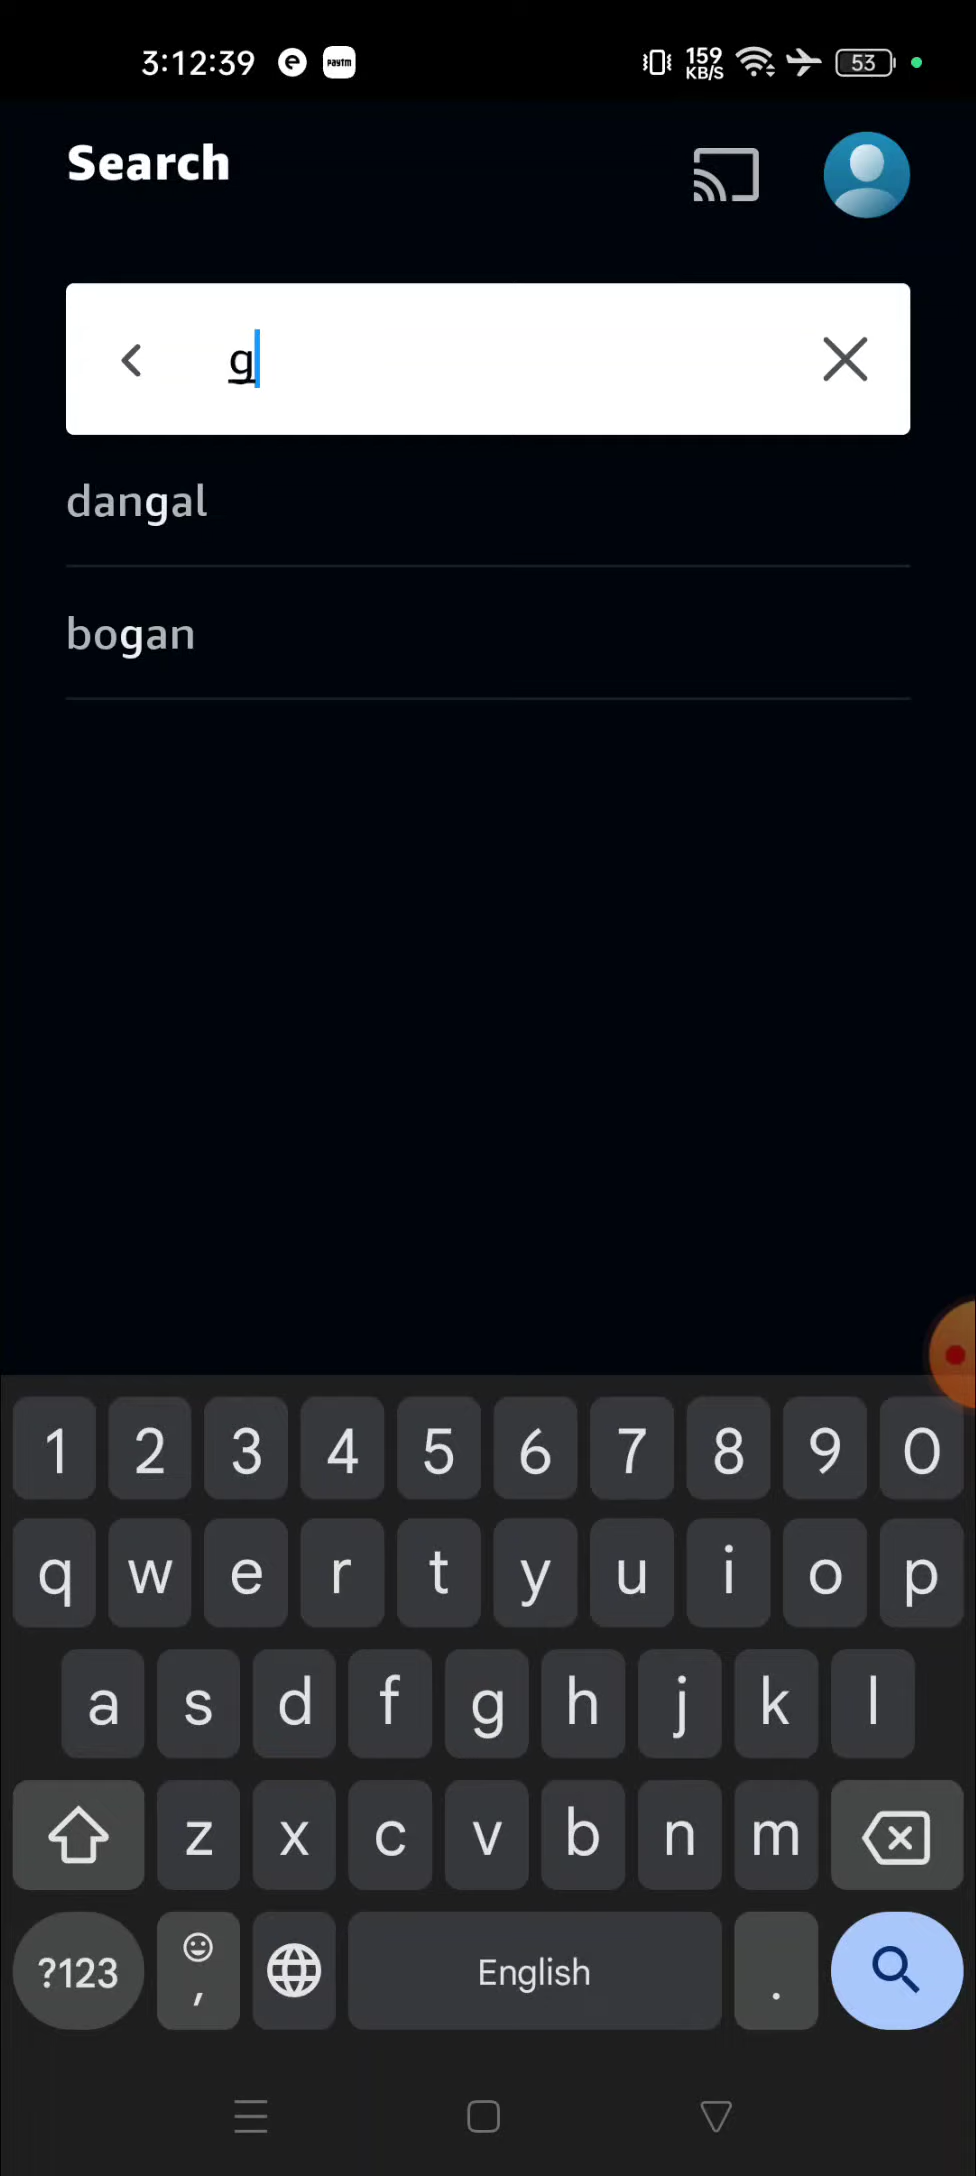 3:12:39 e paytm 159 KB/S 53
Search
g
dangal
bogan
1 2 3 4 5 6 7 8 9 0
q w e r t y u i o p
a s d f g h j k l
z x c v b n m
?123 , English .